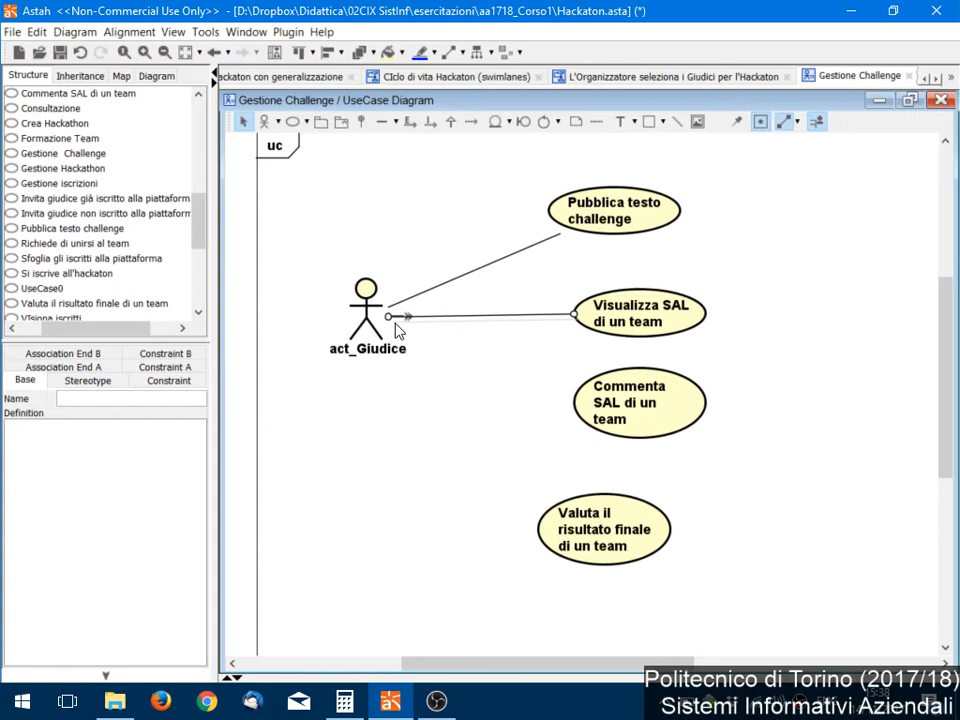 Astah <<Non-Commercial Use Only>> - [D:\Dropbox\Didattica\02CIX SistInf\esercitazioni\aa1718_Corso1\Hackaton.asta] (*)
File Edit Diagram Alignment View Tools Window Plugin Help
Structure Inheritance Map Diagram
ckaton con generalizzazione
CIclo di vita Hackaton (swimlanes)
L'Organizzatore seleziona i Giudici per l'Hackaton
Gestione Challenge
Gestione Challenge / UseCase Diagram
Commenta SAL di un team
Consultazione
Crea Hackathon
Formazione Team
Gestione Challenge
Gestione Hackathon
Gestione iscrizioni
Invita giudice già iscritto alla piattaform
Invita giudice non iscritto alla piattaform
Pubblica testo challenge
Richiede di unirsi al team
Sfoglia gli iscritti alla piattaforma
Si iscrive all'hackaton
UseCase0
Valuta il risultato finale di un team
VIsiona iscritti
Association End B Constraint B
Association End A Constraint A
Base Stereotype Constraint
Name
Definition
uc
Pubblica testo
challenge
Visualizza SAL
di un team
act_Giudice
Commenta
SAL di un
team
Valuta il
risultato finale
di un team
Politecnico di Torino (2017/18)
Sistemi Informativi Aziendali